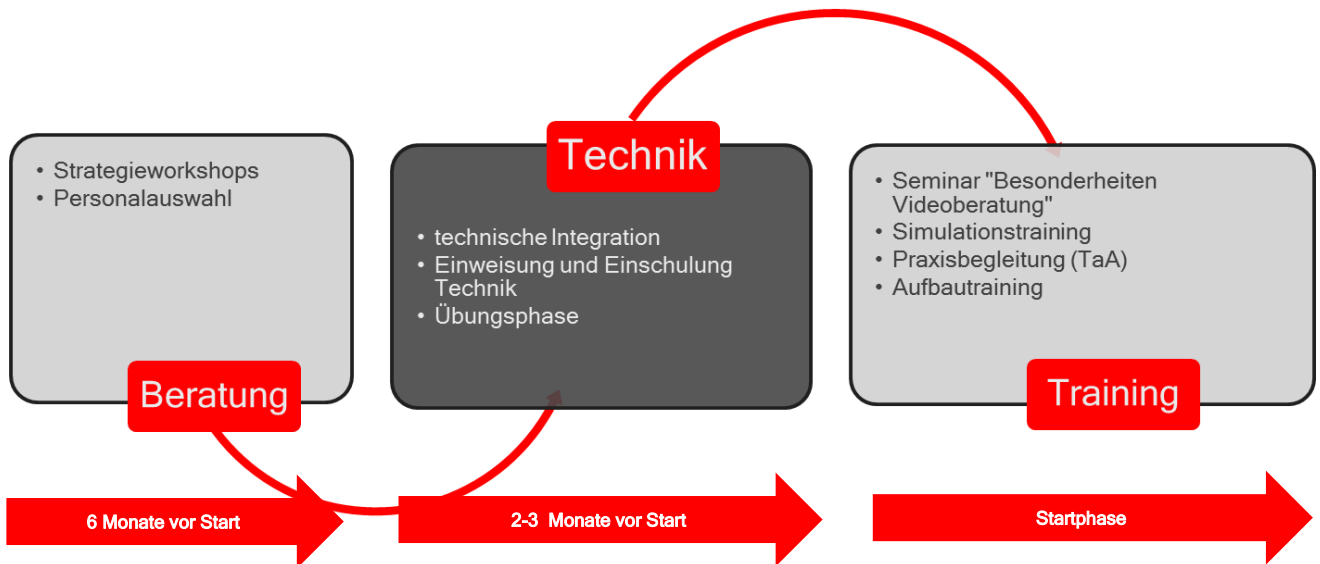 • Strategieworkshops
• Personalauswahl
Beratung
Technik
• technische Integration
• Einweisung und Einschulung
Technik
• Übungsphase
• Seminar "Besonderheiten
Videoberatung"
• Simulationstraining
• Praxisbegleitung (TaA)
• Aufbautraining
Training
6 Monate vor Start
2-3 Monate vor Start
Startphase